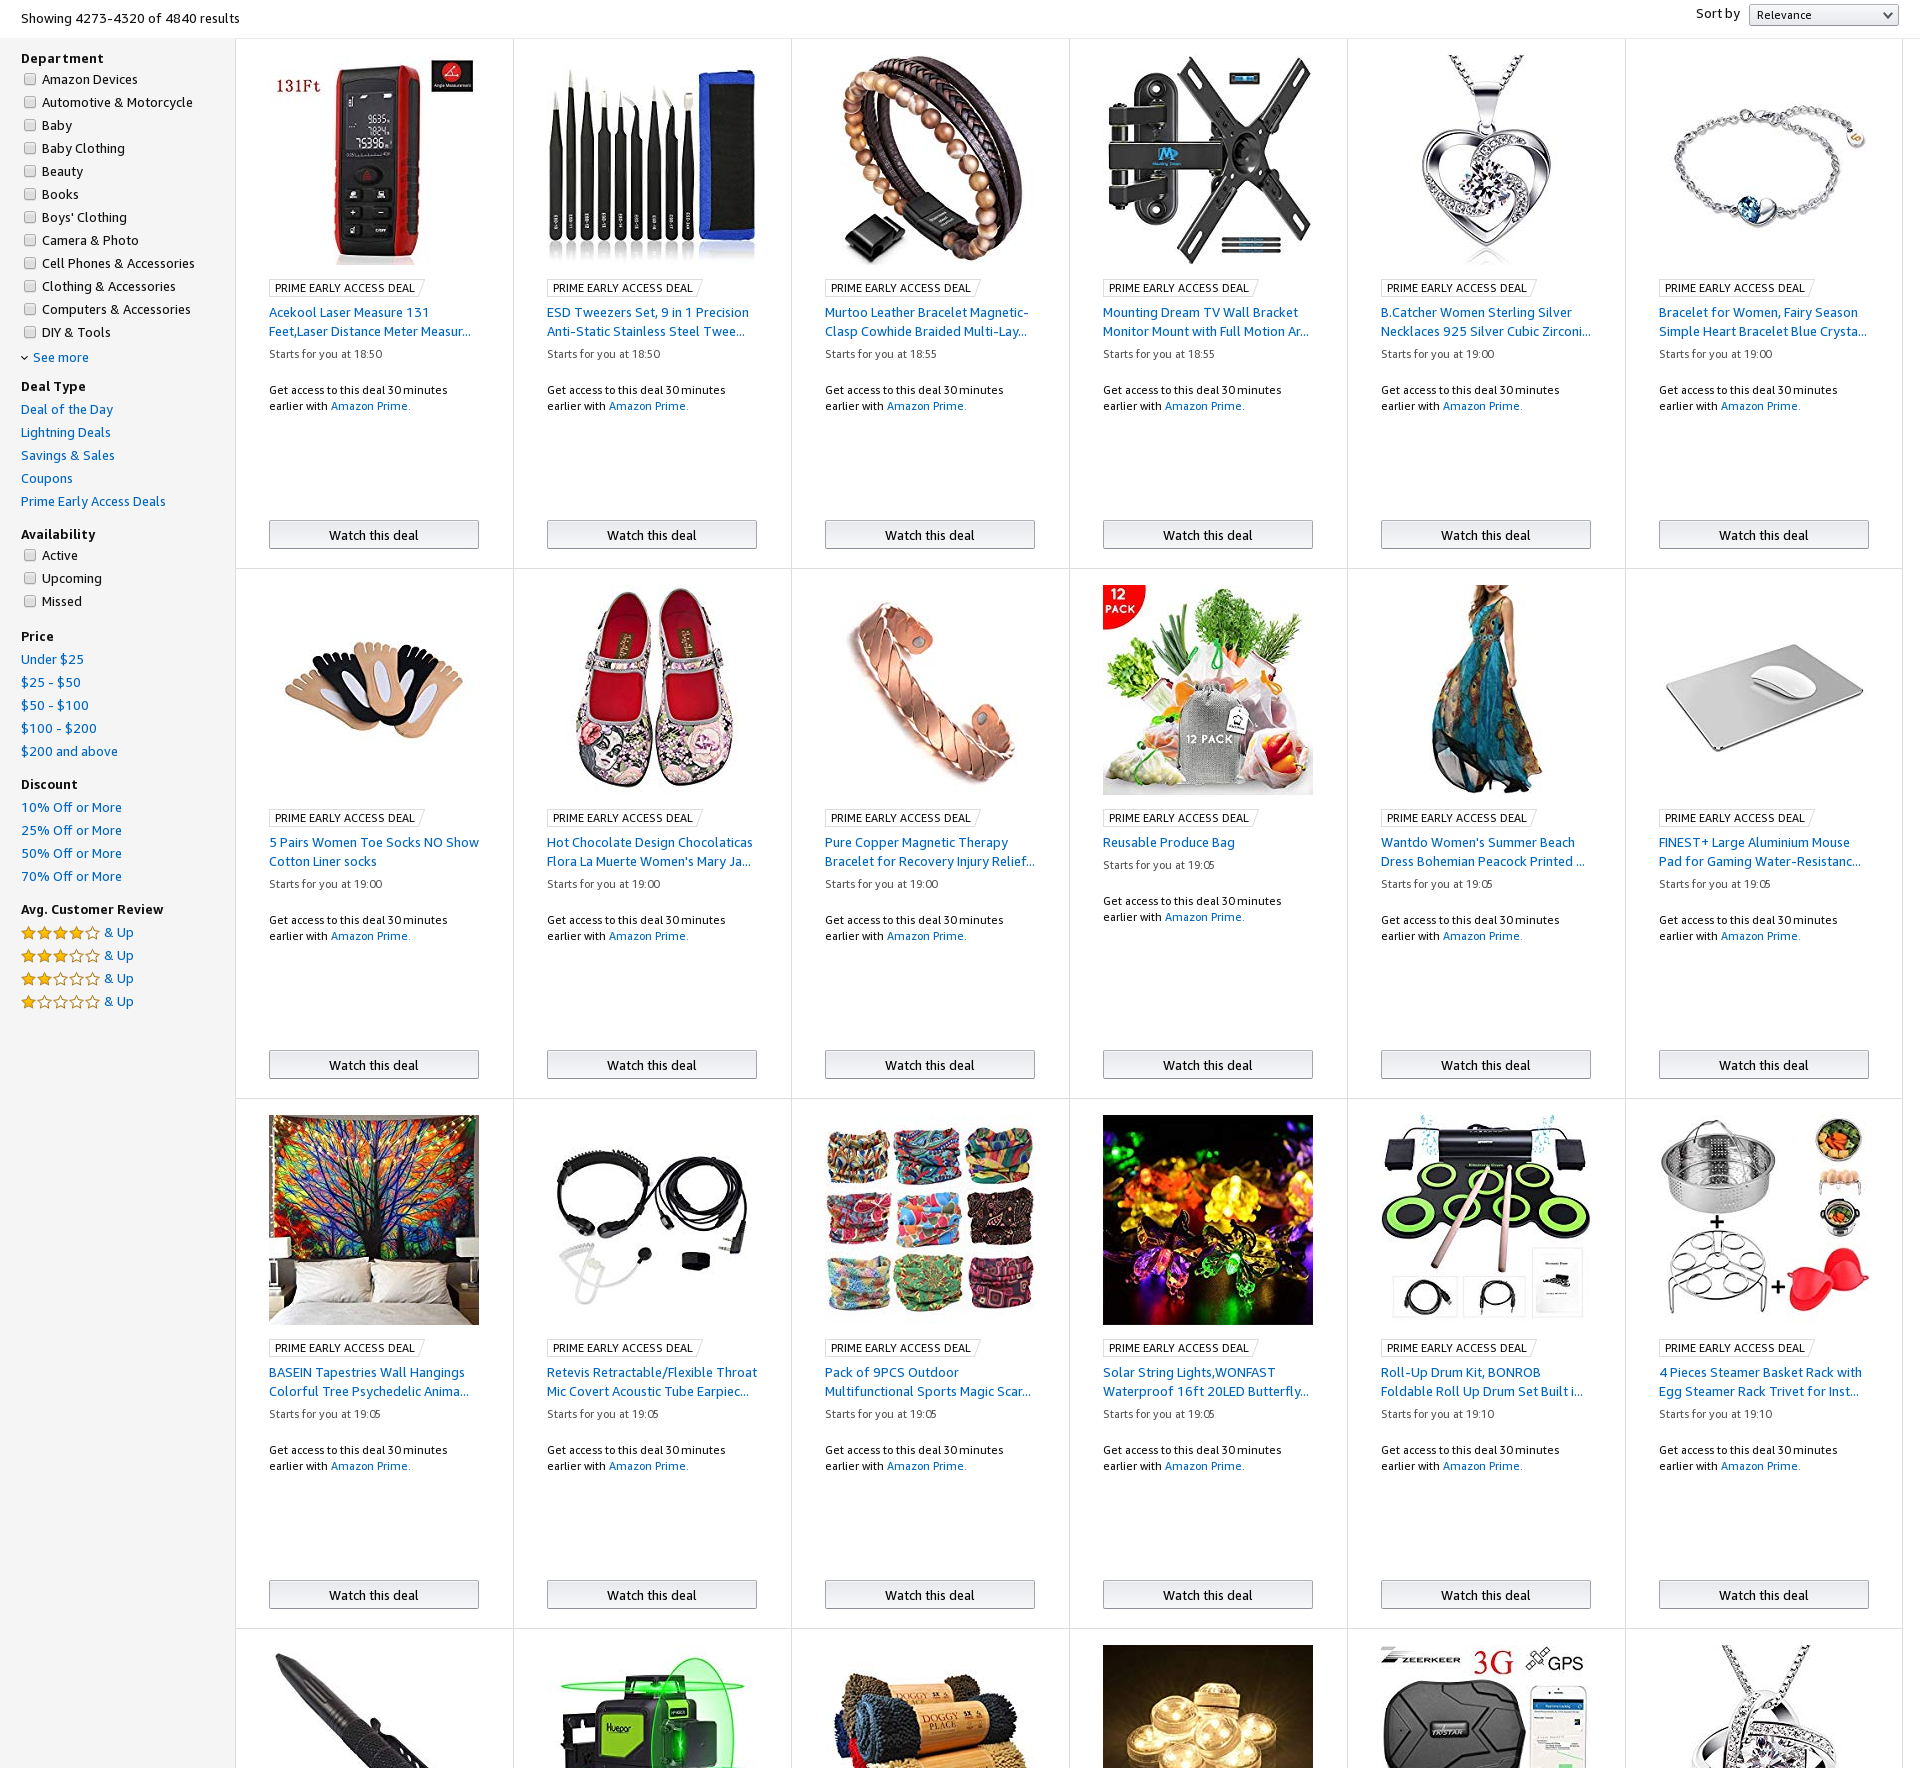 Showing 4273-4320 of 4840 results
Sort by Relevance
Department
Amazon Devices
Automotive & Motorcycle
Baby
Baby Clothing
Beauty
Books
Boys' Clothing
Camera & Photo
Cell Phones & Accessories
Clothing & Accessories
Computers & Accessories
DIY & Tools
See more
Deal Type
Deal of the Day
Lightning Deals
Savings & Sales
Coupons
Prime Early Access Deals
Availability
Active
Upcoming
Missed
Price
Under $25
$25 - $50
$50 - $100
$100 - $200
$200 and above
Discount
10% Off or More
25% Off or More
50% Off or More
70% Off or More
Avg. Customer Review
& Up
& Up
& Up
& Up
131Ft
PRIME EARLY ACCESS DEAL
Acekool Laser Measure 131
Feet,Laser Distance Meter Measur...
Starts for you at 18:50
Get access to this deal 30 minutes
earlier with Amazon Prime.
Watch this deal
PRIME EARLY ACCESS DEAL
ESD Tweezers Set, 9 in 1 Precision
Anti-Static Stainless Steel Twee...
Starts for you at 18:50
Get access to this deal 30 minutes
earlier with Amazon Prime.
Watch this deal
PRIME EARLY ACCESS DEAL
Murtoo Leather Bracelet Magnetic-
Clasp Cowhide Braided Multi-Lay...
Starts for you at 18:55
Get access to this deal 30 minutes
earlier with Amazon Prime.
Watch this deal
PRIME EARLY ACCESS DEAL
Mounting Dream TV Wall Bracket
Monitor Mount with Full Motion Ar...
Starts for you at 18:55
Get access to this deal 30 minutes
earlier with Amazon Prime.
Watch this deal
PRIME EARLY ACCESS DEAL
B.Catcher Women Sterling Silver
Necklaces 925 Silver Cubic Zirconi...
Starts for you at 19:00
Get access to this deal 30 minutes
earlier with Amazon Prime.
Watch this deal
PRIME EARLY ACCESS DEAL
Bracelet for Women, Fairy Season
Simple Heart Bracelet Blue Crysta...
Starts for you at 19:00
Get access to this deal 30 minutes
earlier with Amazon Prime.
Watch this deal
PRIME EARLY ACCESS DEAL
5 Pairs Women Toe Socks NO Show
Cotton Liner socks
Starts for you at 19:00
Get access to this deal 30 minutes
earlier with Amazon Prime.
Watch this deal
PRIME EARLY ACCESS DEAL
Hot Chocolate Design Chocolaticas
Flora La Muerte Women's Mary Ja...
Starts for you at 19:00
Get access to this deal 30 minutes
earlier with Amazon Prime.
Watch this deal
PRIME EARLY ACCESS DEAL
Pure Copper Magnetic Therapy
Bracelet for Recovery Injury Relief...
Starts for you at 19:00
Get access to this deal 30 minutes
earlier with Amazon Prime.
Watch this deal
12
PACK
12 PACK
PRIME EARLY ACCESS DEAL
Reusable Produce Bag
Starts for you at 19:05
Get access to this deal 30 minutes
earlier with Amazon Prime.
Watch this deal
PRIME EARLY ACCESS DEAL
Wantdo Women's Summer Beach
Dress Bohemian Peacock Printed ...
Starts for you at 19:05
Get access to this deal 30 minutes
earlier with Amazon Prime.
Watch this deal
PRIME EARLY ACCESS DEAL
FINEST+ Large Aluminium Mouse
Pad for Gaming Water-Resistanc...
Starts for you at 19:05
Get access to this deal 30 minutes
earlier with Amazon Prime.
Watch this deal
PRIME EARLY ACCESS DEAL
BASEIN Tapestries Wall Hangings
Colorful Tree Psychedelic Anima...
Starts for you at 19:05
Get access to this deal 30 minutes
earlier with Amazon Prime.
Watch this deal
PRIME EARLY ACCESS DEAL
Retevis Retractable/Flexible Throat
Mic Covert Acoustic Tube Earpiec...
Starts for you at 19:05
Get access to this deal 30 minutes
earlier with Amazon Prime.
Watch this deal
PRIME EARLY ACCESS DEAL
Pack of 9PCS Outdoor
Multifunctional Sports Magic Scar...
Starts for you at 19:05
Get access to this deal 30 minutes
earlier with Amazon Prime.
Watch this deal
PRIME EARLY ACCESS DEAL
Solar String Lights,WONFAST
Waterproof 16ft 20LED Butterfly...
Starts for you at 19:05
Get access to this deal 30 minutes
earlier with Amazon Prime.
Watch this deal
PRIME EARLY ACCESS DEAL
Roll-Up Drum Kit, BONROB
Foldable Roll Up Drum Set Built i...
Starts for you at 19:10
Get access to this deal 30 minutes
earlier with Amazon Prime.
Watch this deal
PRIME EARLY ACCESS DEAL
4 Pieces Steamer Basket Rack with
Egg Steamer Rack Trivet for Inst...
Starts for you at 19:10
Get access to this deal 30 minutes
earlier with Amazon Prime.
Watch this deal
Huepar
DOGGY
PLACE
ZEERKEER 3G GPS
TKSTAR